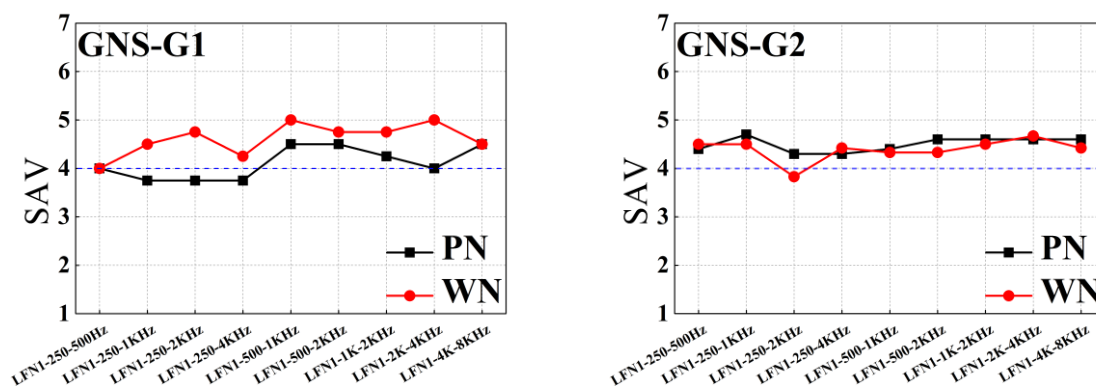 GNS-G1
SAV
7
6
5
4
3
2
1
PN
WN
LFN1-250-500Hz
LFN1-250-1KHz
LFN1-250-2KHz
LFN1-250-4KHz
LFN1-500-1KHz
LFN1-500-2KHz
LFN1-1K-2KHz
LFN1-2K-4KHz
LFN1-4K-8KHz
GNS-G2
SAV
7
6
5
4
3
2
1
PN
WN
LFN1-250-500Hz
LFN1-250-1KHz
LFN1-250-2KHz
LFN1-250-4KHz
LFN1-500-1KHz
LFN1-500-2KHz
LFN1-1K-2KHz
LFN1-2K-4KHz
LFN1-4K-8KHz